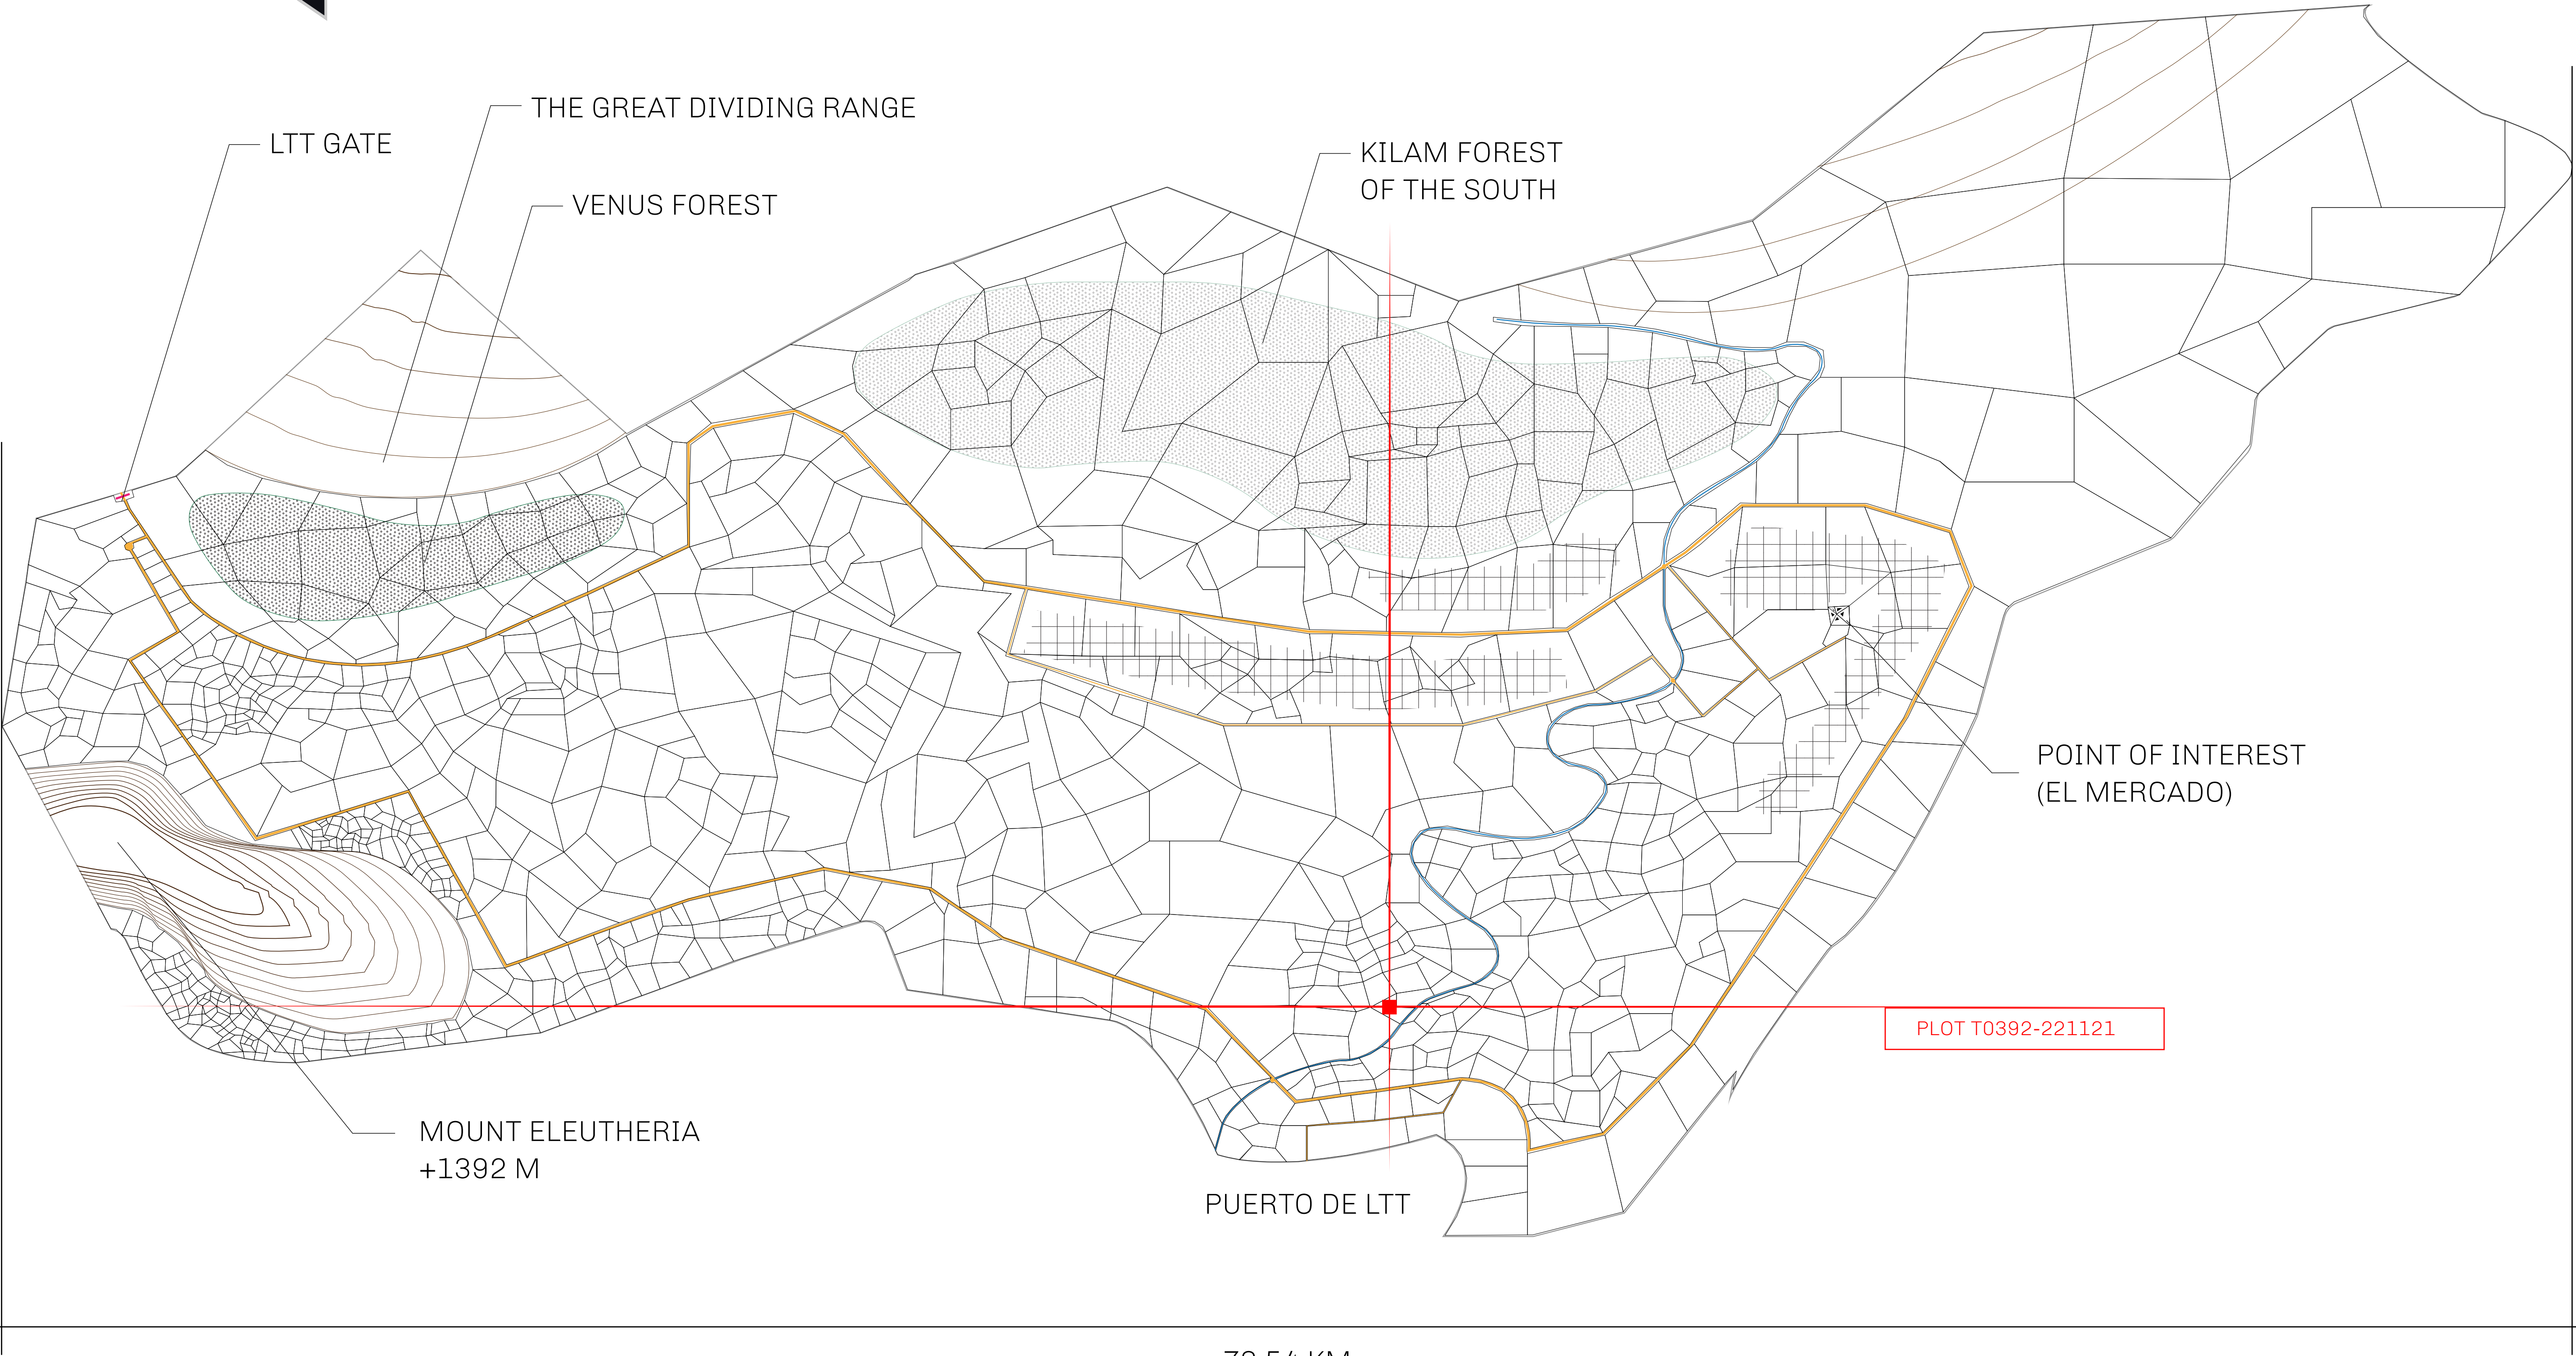 THE GREAT DIVIDING RANGE
LTT GATE
VENUS FOREST
KILAM FOREST
OF THE SOUTH
POINT OF INTEREST
(EL MERCADO)
PLOT T0392-221121
MOUNT ELEUTHERIA
+1392 M
PUERTO DE LTT
KM